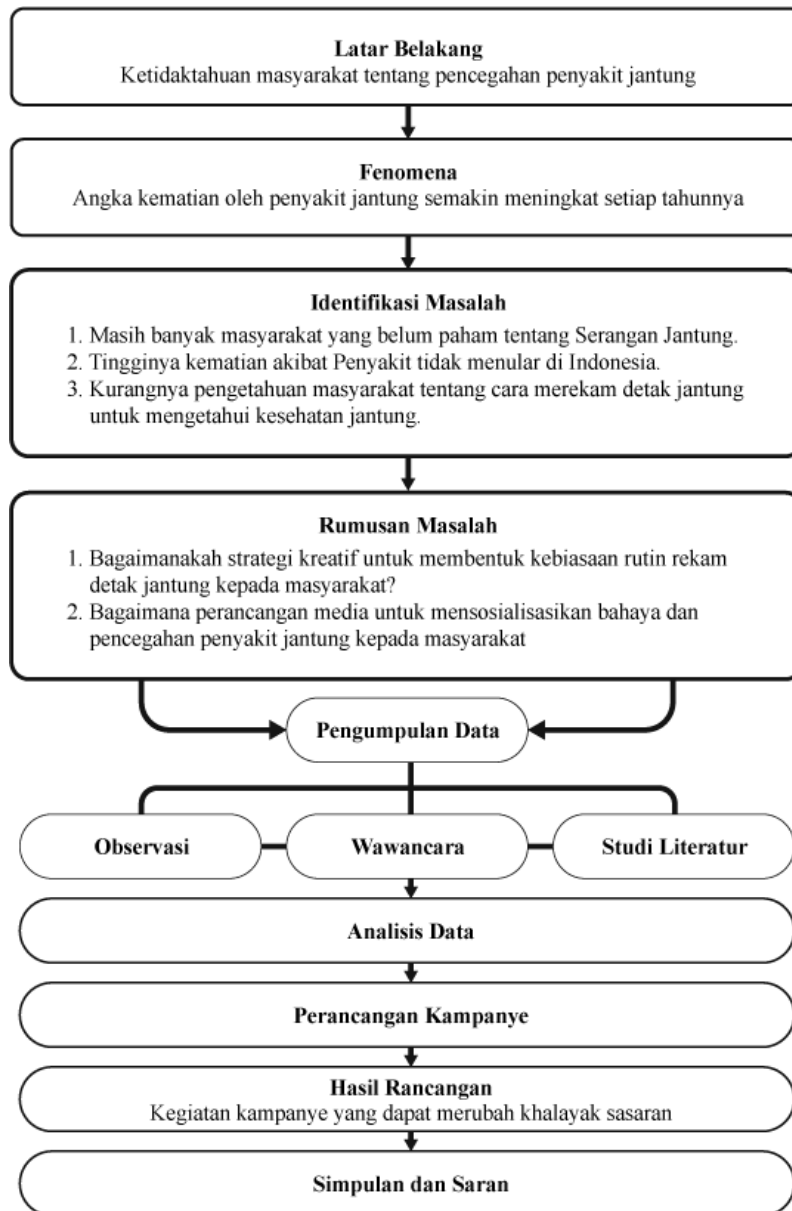 Latar Belakang
Ketidaktahuan masyarakat tentang pencegahan penyakit jantung
Fenomena
Angka kematian oleh penyakit jantung semakin meningkat setiap tahunnya
Identifikasi Masalah
1. Masih banyak masyarakat yang belum paham tentang Serangan Jantung.
2. Tingginya kematian akibat Penyakit tidak menular di Indonesia.
3. Kurangnya pengetahuan masyarakat tentang cara merekam detak jantung
untuk mengetahui kesehatan jantung.
Rumusan Masalah
1. Bagaimanakah strategi kreatif untuk membentuk kebiasaan rutin rekam
detak jantung kepada masyarakat?
2. Bagaimana perancangan media untuk mensosialisasikan bahaya dan
pencegahan penyakit jantung kepada masyarakat
Pengumpulan Data
Observasi
Wawancara
Studi Literatur
Analisis Data
Perancangan Kampanye
Hasil Rancangan
Kegiatan kampanye yang dapat merubah khalayak sasaran
Simpulan dan Saran